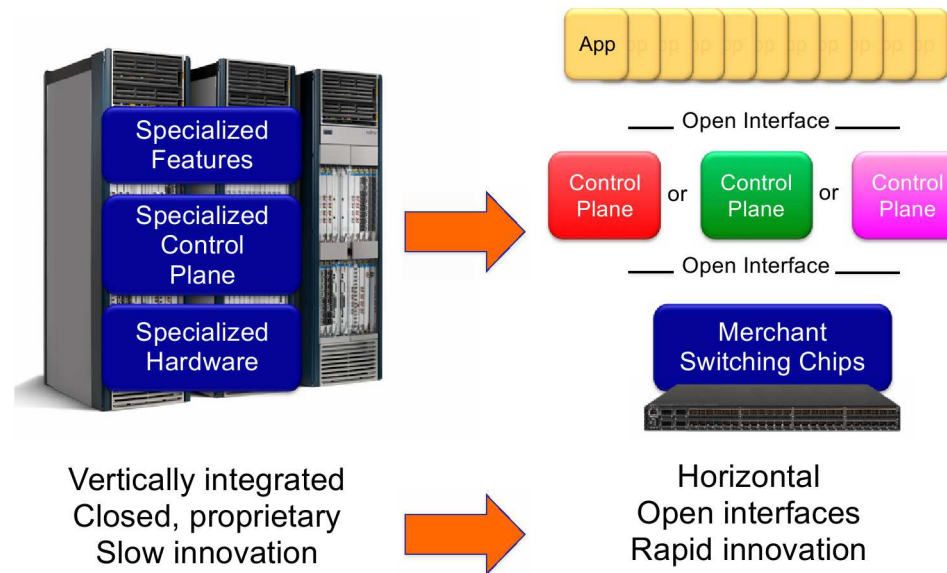 Specialized
Features
Specialized
Control
Plane
Specialized
Hardware
Vertically integrated
Closed, proprietary
Slow innovation
App
Open Interface
Control
Plane
or
Control
Plane
or
Control
Plane
Open Interface
Merchant
Switching Chips
Horizontal
Open interfaces
Rapid innovation